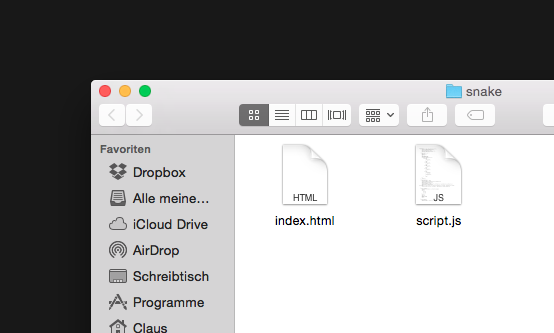 snake
Favoriten
Dropbox
Alle meine...
iCloud Drive
AirDrop
Schreibtisch
Programme
Claus
HTML
index.html
JS
script.js